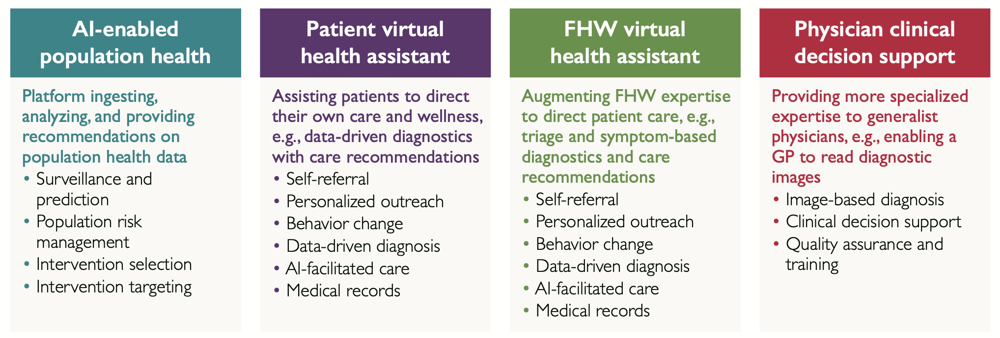 AI-enabled
population health
Platform ingesting,
analyzing, and providing
recommendations on
population health data
• Surveillance and
prediction
• Population risk
management
• Intervention selection
• Intervention targeting
Patient virtual
health assistant
Assisting patients to direct
their own care and wellness,
e.g., data-driven diagnostics
with care recommendations
• Self-referral
• Personalized outreach
• Behavior change
• Data-driven diagnosis
• AI-facilitated care
• Medical records
FHW virtual
health assistant
Augmenting FHW expertise
to direct patient care, e.g.,
triage and symptom-based
diagnostics and care
recommendations
• Self-referral
• Personalized outreach
• Behavior change
• Data-driven diagnosis
• AI-facilitated care
• Medical records
Physician clinical
decision support
Providing more specialized
expertise to generalist
physicians, e.g., enabling a
GP to read diagnostic
images
• Image-based diagnosis
• Clinical decision support
• Quality assurance and
training